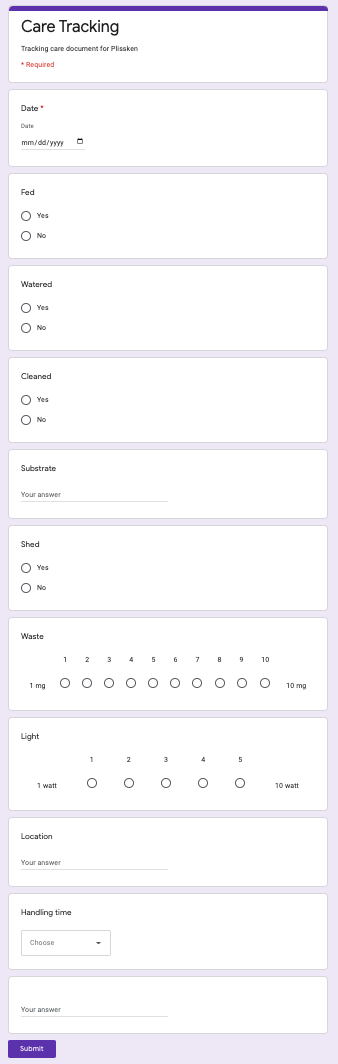 Care Tracking
Tracking care document for Plissken
* Required
Date *
Date
mm/dd/yyyy
Fed
Yes
No
Watered
Yes
No
Cleaned
Yes
No
Substrate
Your answer
Shed
Yes
No
Waste
1 2 3 4 5 6 7 8 9 10
1 mg 10 mg
Light
1 2 3 4 5
1 watt 10 watt
Location
Your answer
Handling time
Choose
Your answer
Submit